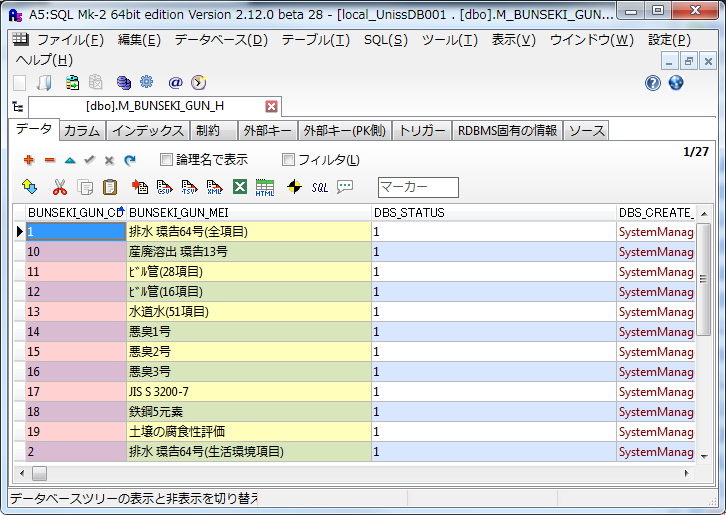 A5:SQL Mk-2 64bit edition Version 2.12.0 beta 28 - [local_UnissDB001 . [dbo].M_BUNSEKI_GUN...
ファイル(F) 編集(E) データベース(D) テーブル(T) SQL(S) ツール(T) 表示(V) ウインドウ(W) 設定(P)
ヘルプ(H)
[dbo].M_BUNSEKI_GUN_H
データ カラム インデックス 制約 外部キー 外部キー(PK側) トリガー RDBMS固有の情報 ソース
論理名で表示 フィルタ(L) 1/27
CSV TSV XML HTML SQL マーカー
BUNSEKI_GUN_CD BUNSEKI_GUN_MEI DBS_STATUS DBS_CREATE_
1 排水 環告64号(全項目) 1 SystemManag
10 産廃溶出 環告13号 1 SystemManag
11 ﾋﾞﾙ管(28項目) 1 SystemManag
12 ﾋﾞﾙ管(16項目) 1 SystemManag
13 水道水(51項目) 1 SystemManag
14 悪臭1号 1 SystemManag
15 悪臭2号 1 SystemManag
16 悪臭3号 1 SystemManag
17 JIS S 3200-7 1 SystemManag
18 鉄鋼5元素 1 SystemManag
19 土壌の腐食性評価 1 SystemManag
2 排水 環告64号(生活環境項目) 1 SystemManag
データベースツリーの表示と非表示を切り替え